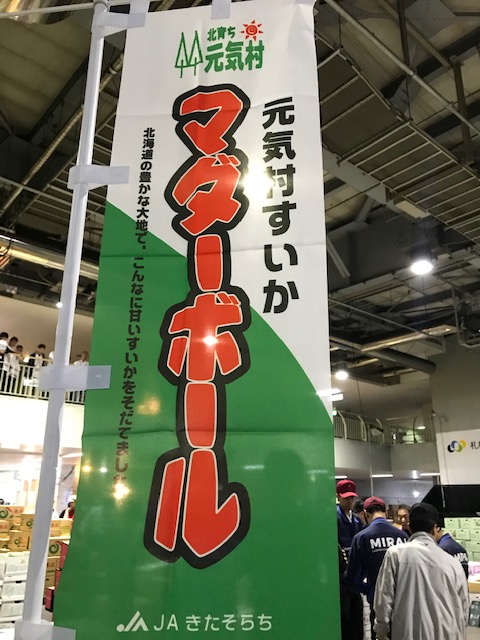 北育ち
元気村
元気村すいか
マダーボール
北海道の豊かな大地で、こんなに甘いすいかをそだてました
JAきたそらち
札
MIRA